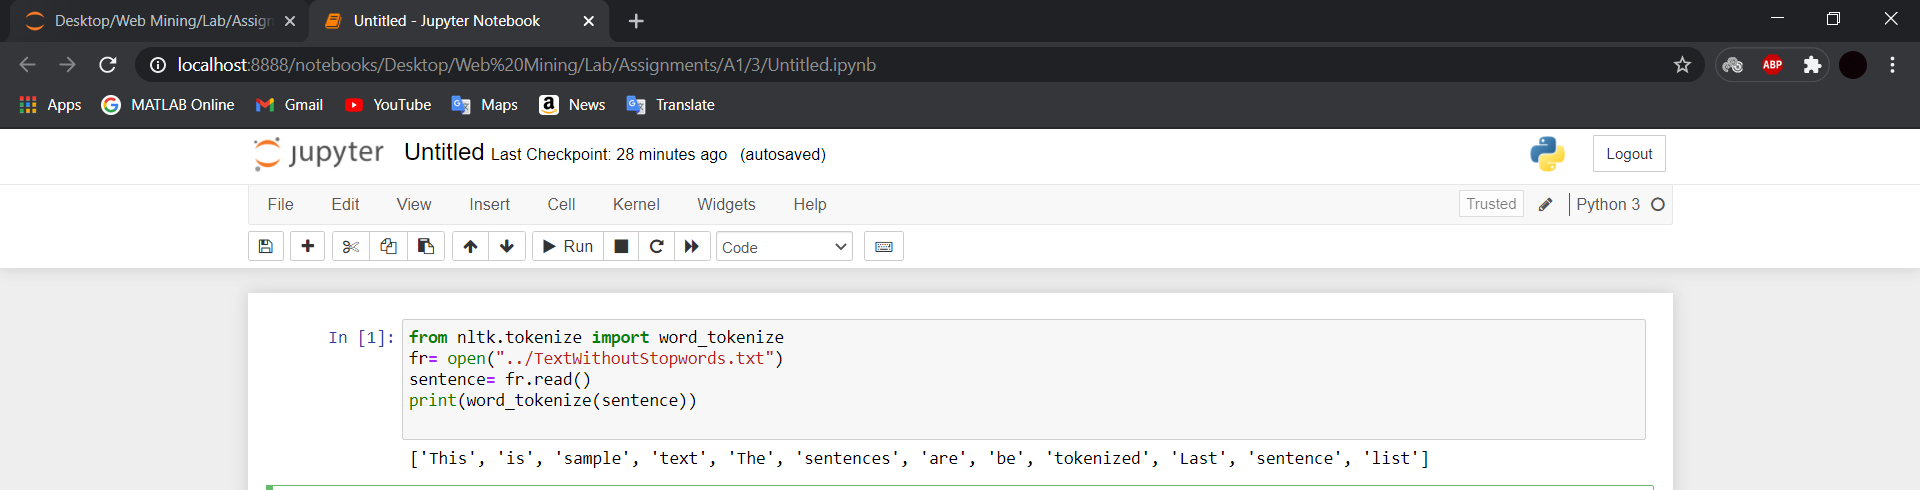 Desktop/Web Mining/Lab/Assign
Untitled - Jupyter Notebook
localhost:8888/notebooks/Desktop/Web%20Mining/Lab/Assignments/A1/3/Untitled.ipynb
ABP
Apps MATLAB Online Gmail YouTube Maps a News Translate
jupyter Untitled Last Checkpoint: 28 minutes ago (autosaved)
Logout
File Edit View Insert Cell Kernel Widgets Help
Trusted Python 3
Run Code
In [1]: from nltk.tokenize import word_tokenize
fr= open("../TextWithoutStopwords.txt")
sentence= fr.read()
print(word_tokenize(sentence))
['This', 'is', 'sample', 'text', 'The', 'sentences', 'are', 'be', 'tokenized', 'Last', 'sentence', 'list']